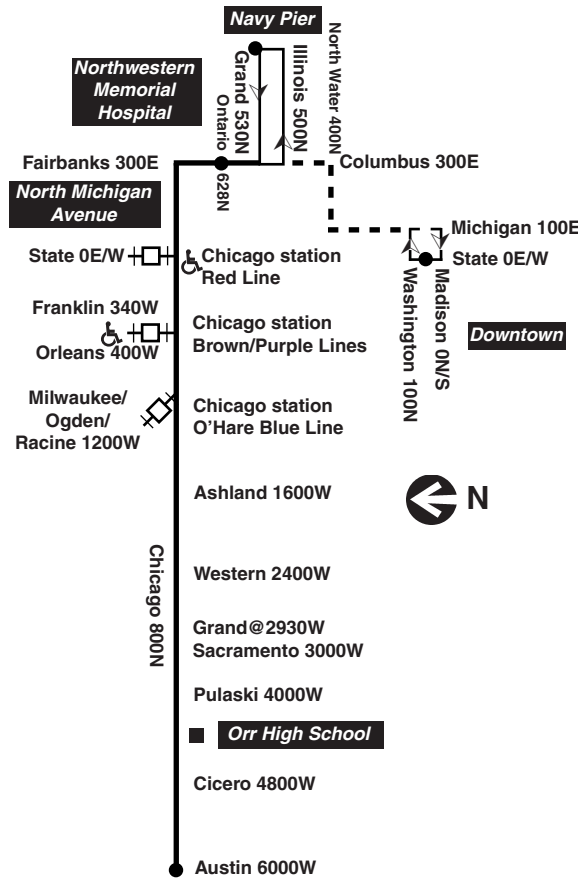 Navy Pier
Northwestern
Memorial
Hospital
Grand 530N
Illinois 500N
North Water 400N
Ontario
628N
Fairbanks 300E
Columbus 300E
North Michigan
Avenue
Michigan 100E
State 0E/W
Chicago station
Red Line
State 0E/W
Washington 100N
Madison 0N/S
Downtown
Franklin 340W
Orleans 400W
Chicago station
Brown/Purple Lines
Milwaukee/
Ogden/
Racine 1200W
Chicago station
O'Hare Blue Line
Ashland 1600W
N
Chicago 800N
Western 2400W
Grand@2930W
Sacramento 3000W
Pulaski 4000W
Orr High School
Cicero 4800W
Austin 6000W